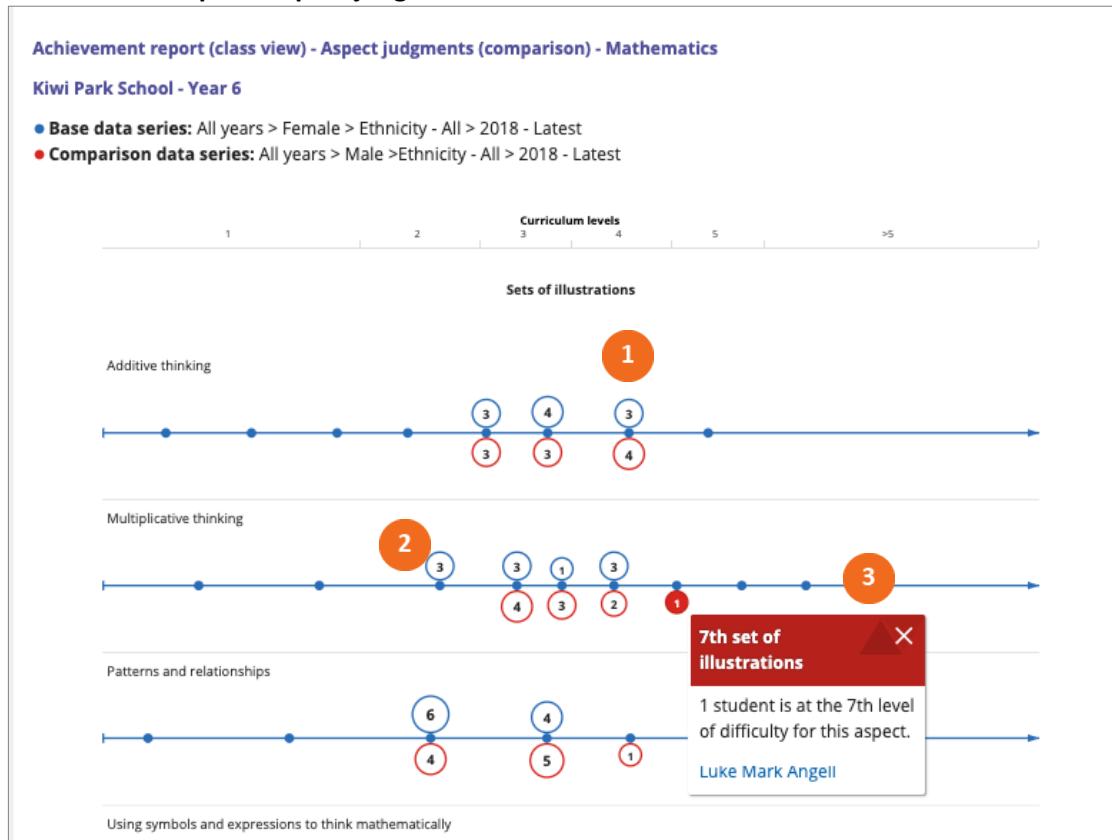 Achievement report (class view) - Aspect judgments (comparison) - Mathematics
Kiwi Park School - Year 6
Base data series: All years > Female > Ethnicity - All > 2018 - Latest
Comparison data series: All years > Male >Ethnicity - All > 2018 - Latest
Curriculum levels
1 2 3 4 5 >5
Sets of illustrations
1
Additive thinking
3 4 3
3 3 4
Multiplicative thinking
2
3 3 1 3
3
4 3 2 1
7th set of
illustrations
1 student is at the 7th level
of difficulty for this aspect.
Luke Mark Angell
Patterns and relationships
6 4
4 5 1
Using symbols and expressions to think mathematically